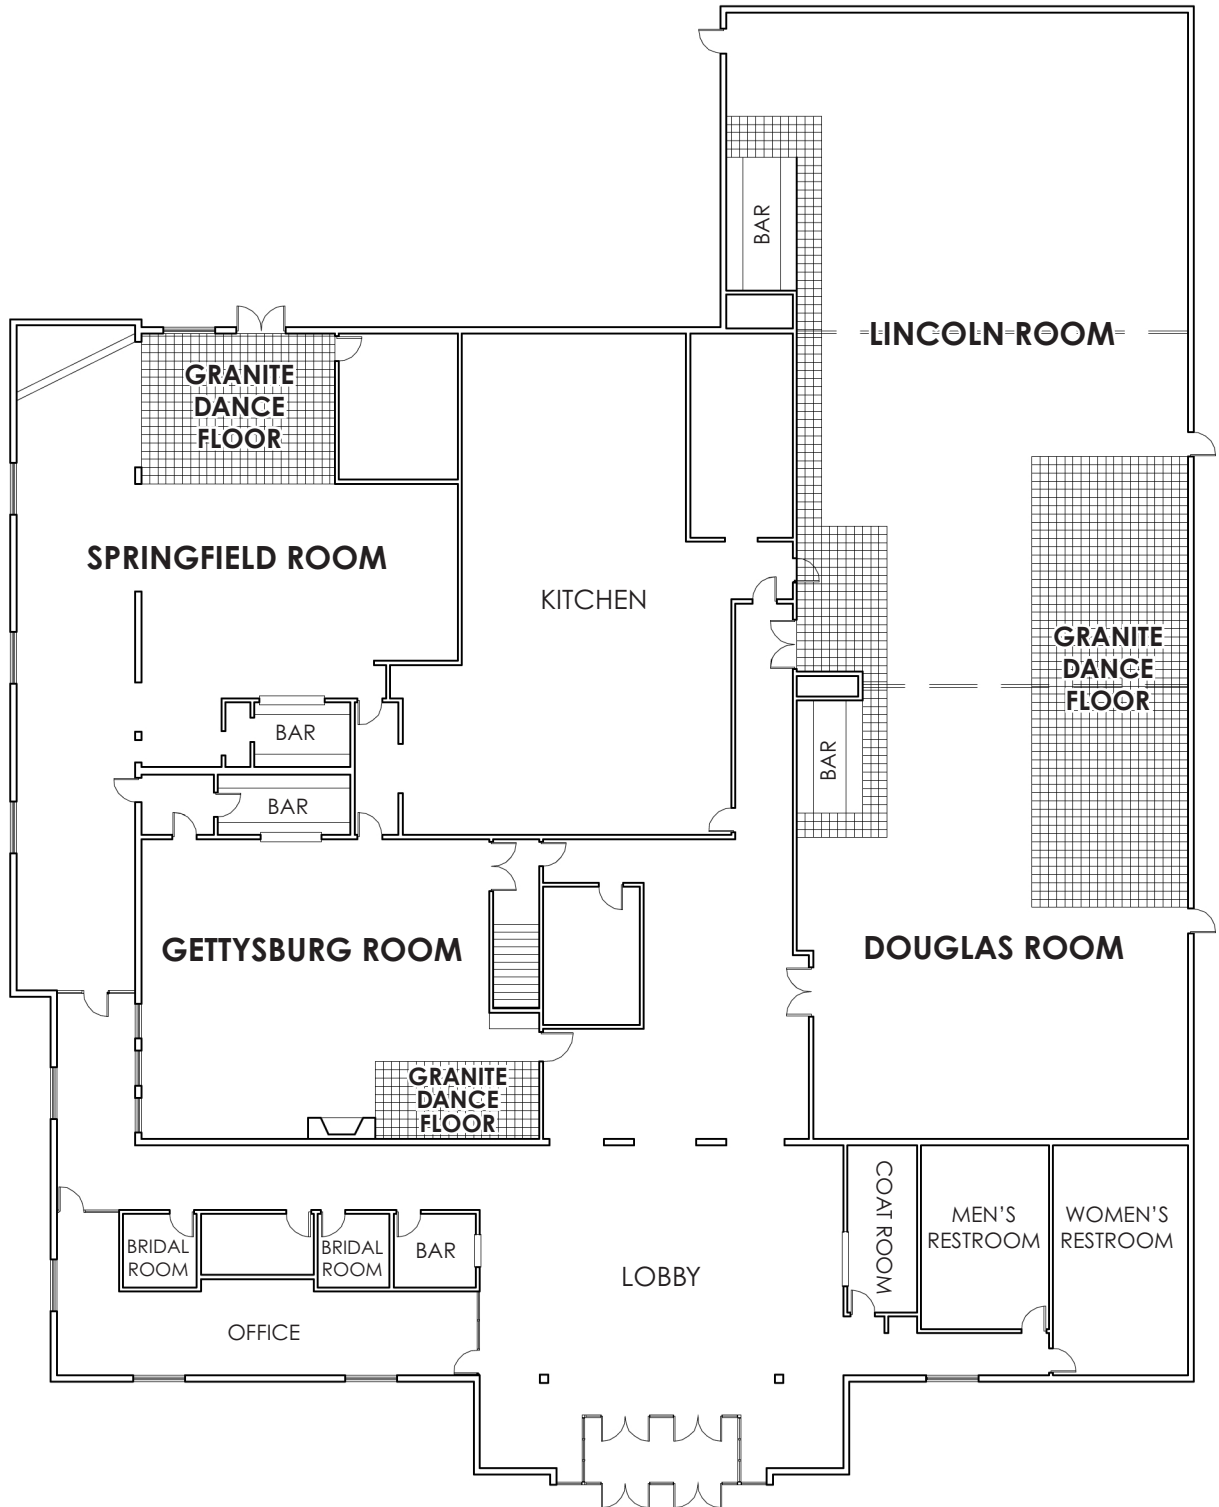 BAR
LINCOLN ROOM
GRANITE
DANCE
FLOOR
SPRINGFIELD ROOM
KITCHEN
GRANITE
DANCE
FLOOR
BAR
BAR
BAR
GETTYSBURG ROOM
DOUGLAS ROOM
GRANITE
DANCE
FLOOR
COAT ROOM
MEN'S
RESTROOM
WOMEN'S
RESTROOM
BRIDAL
ROOM
BRIDAL
ROOM
BAR
LOBBY
OFFICE